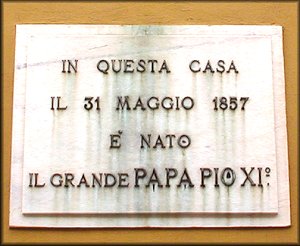 IN QUESTA CASA
IL 31 MAGGIO 1857
E' NATO
IL GRANDE PAPA PIO XI°.